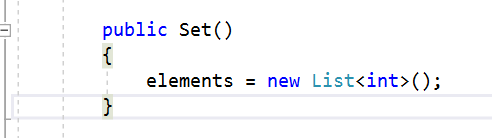 public Set()
{
elements = new List<int>();
}